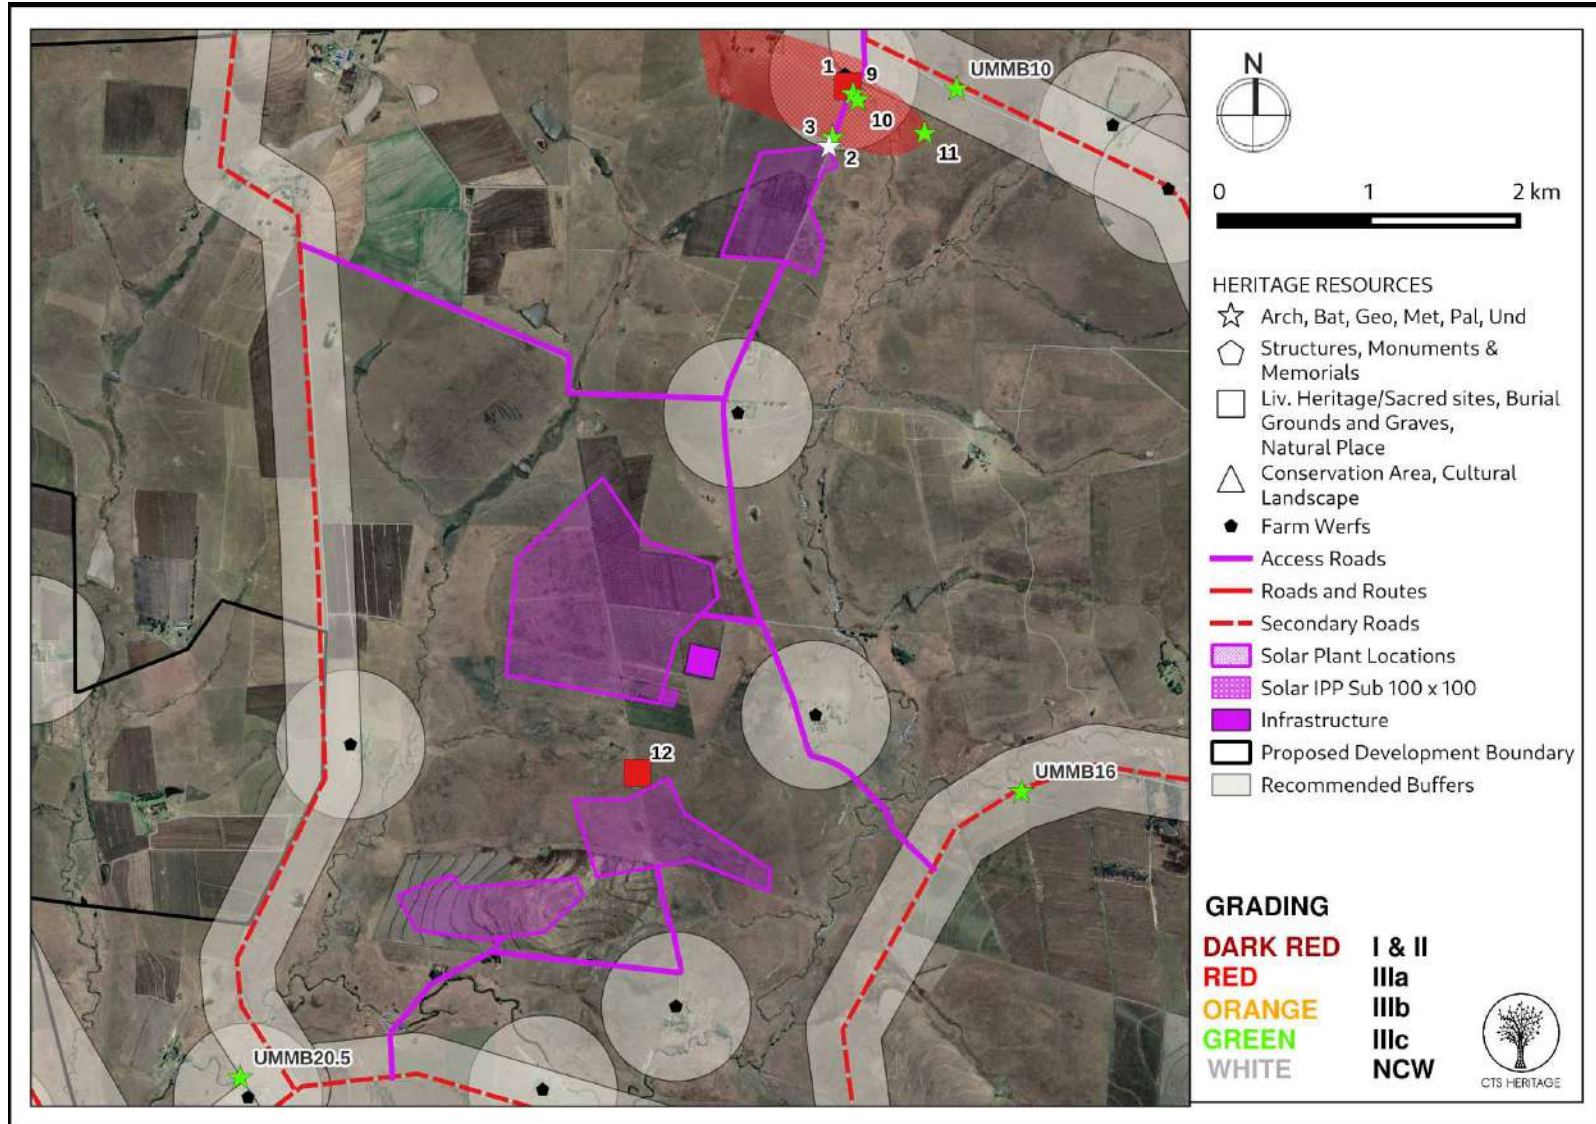 UMMB10
1
9
10
3
2
11
12
UMMB16
UMMB20.5
N
0 1 2 km
HERITAGE RESOURCES
Arch, Bat, Geo, Met, Pal, Und
Structures, Monuments &
Memorials
Liv. Heritage/Sacred sites, Burial
Grounds and Graves,
Natural Place
Conservation Area, Cultural
Landscape
Farm Werfs
Access Roads
Roads and Routes
Secondary Roads
Solar Plant Locations
Solar IPP Sub 100 x 100
Infrastructure
Proposed Development Boundary
Recommended Buffers
GRADING
DARK RED I & II
RED IIIa
ORANGE IIIb
GREEN IIIc
WHITE NCW
CTS HERITAGE